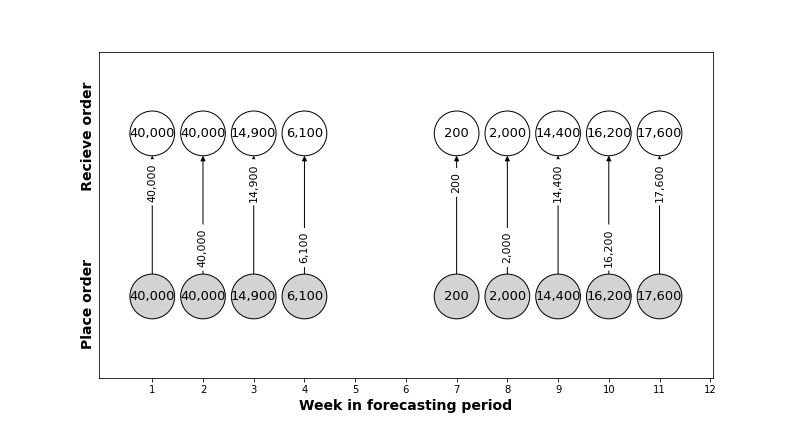 Recieve order
40,000 40,000 14,900 6,100 200 2,000 14,400 16,200 17,600
40,000
40,000
14,900
6,100
200
2,000
14,400
16,200
17,600
Place order
40,000 40,000 14,900 6,100 200 2,000 14,400 16,200 17,600
1 2 3 4 5 6 7 8 9 10 11 12
Week in forecasting period